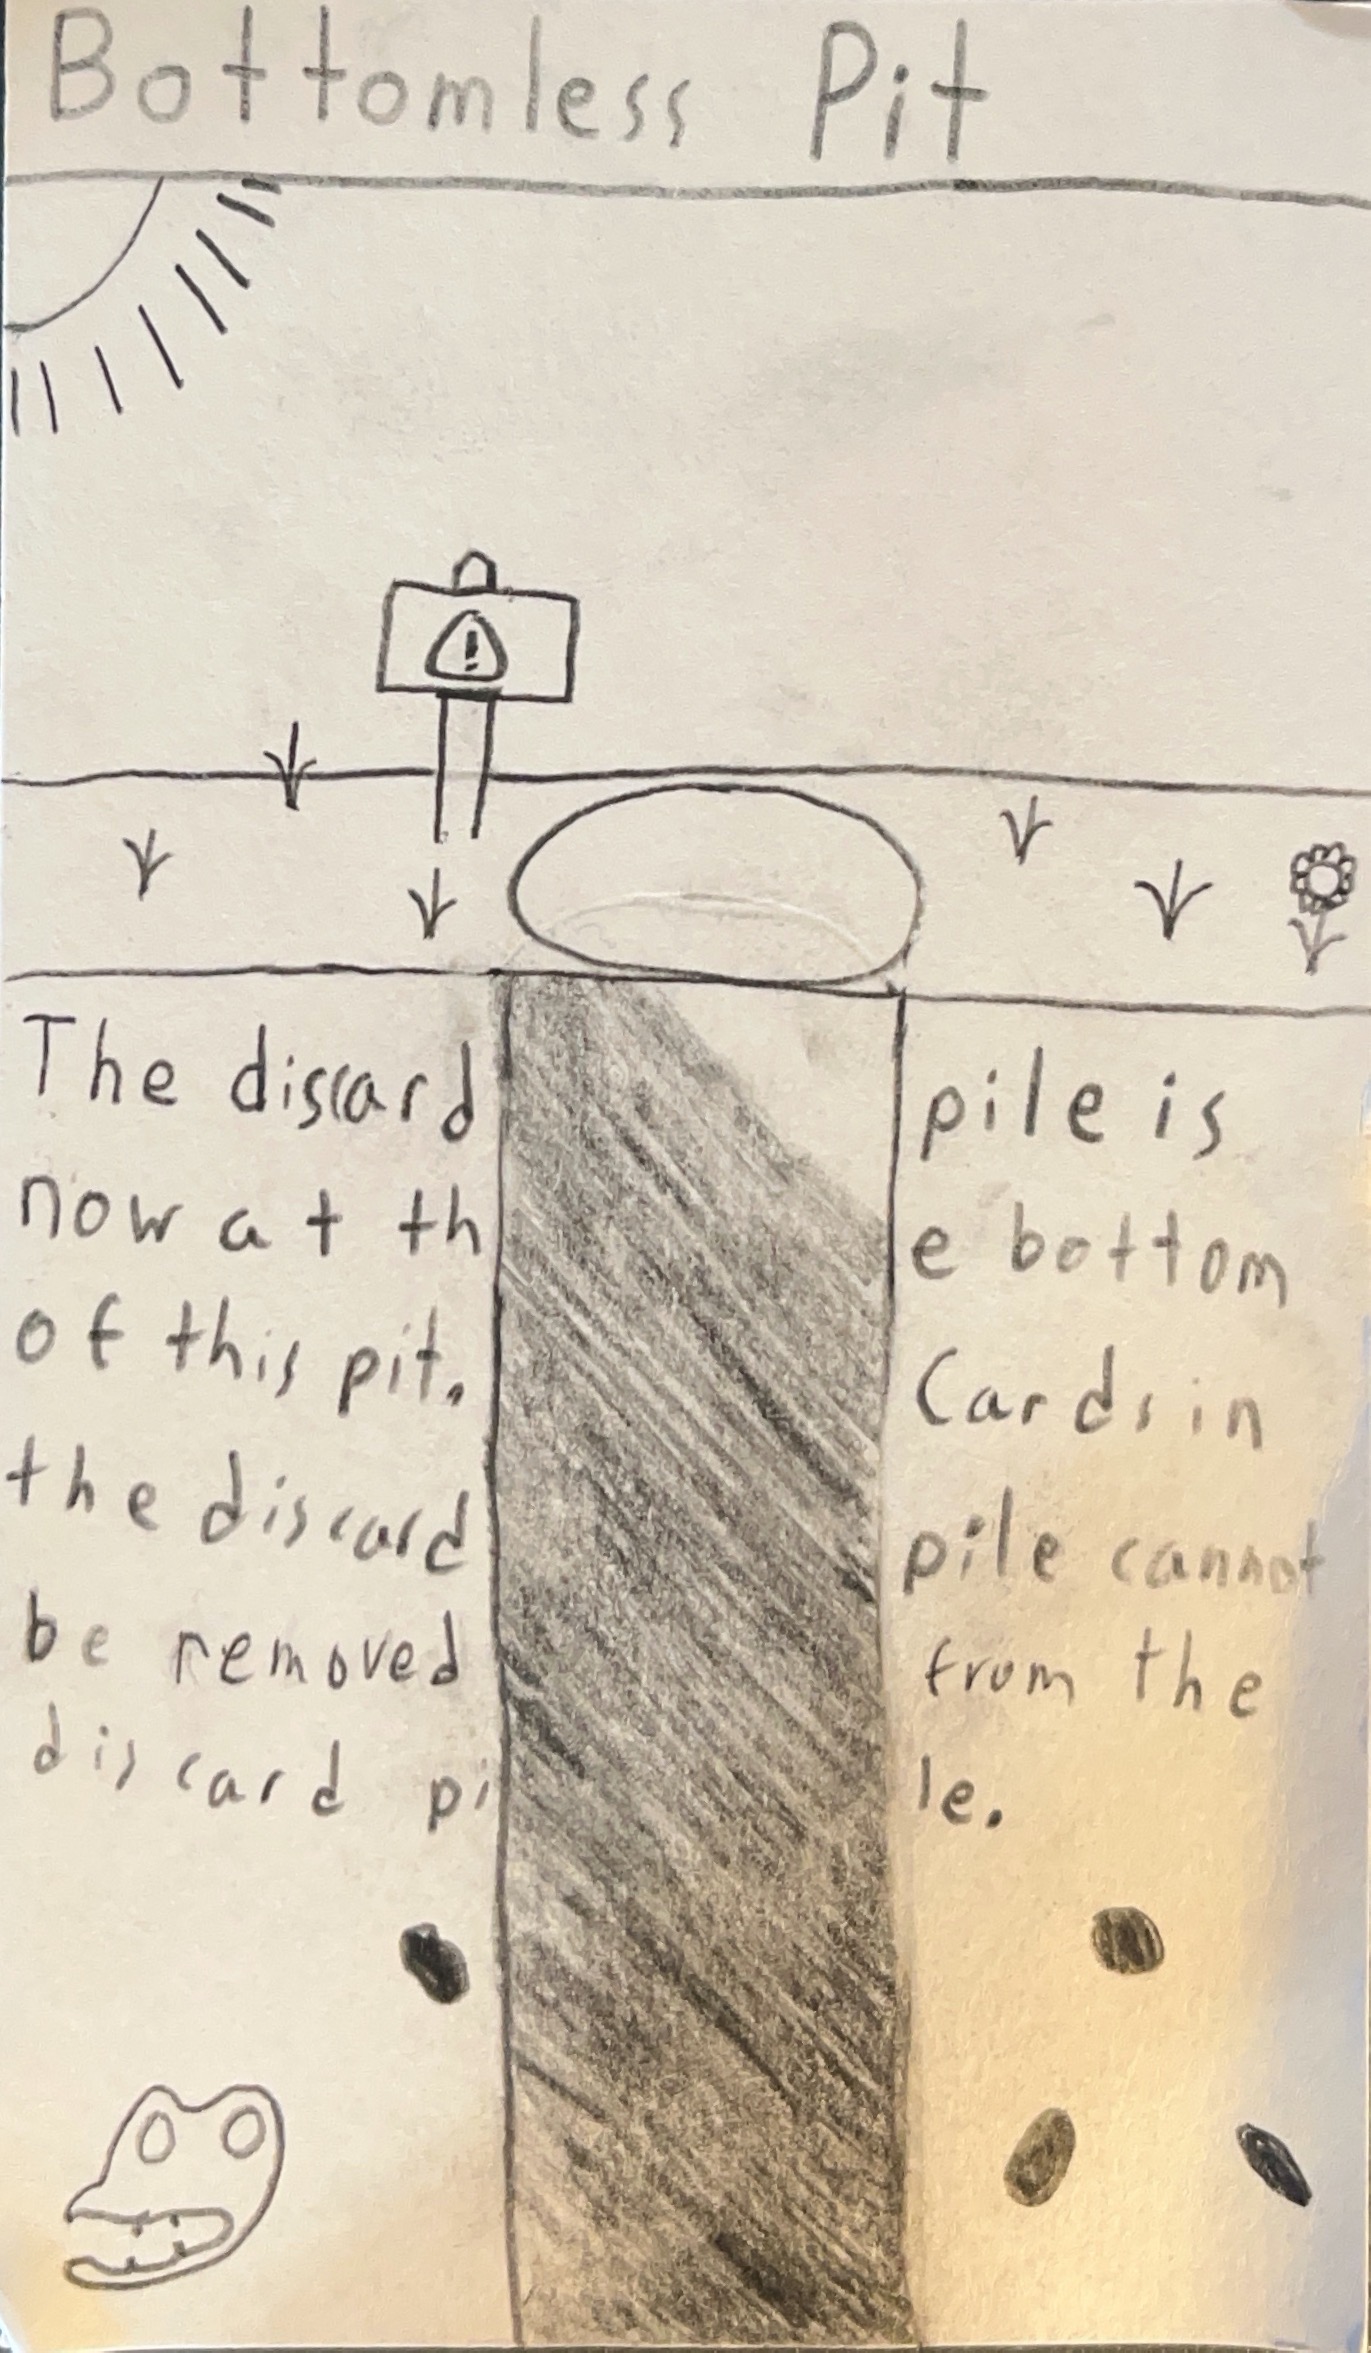 Bottomless Pit
!
The discard pile is
now at the bottom
of this pit. Cards in
the discard pile cannot
be removed from the
discard pile.